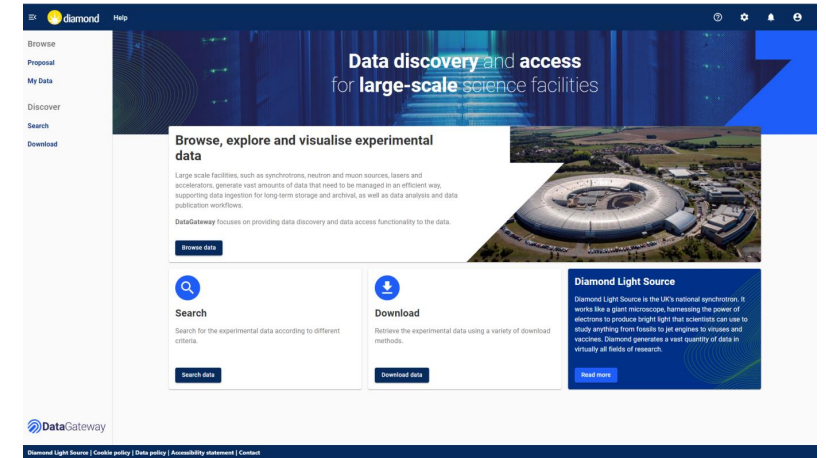 diamond
Help
Browse
Proposal
My Data
Discover
Search
Download
Data discovery and access
for large-scale science facilities
Browse, explore and visualise experimental
data
Large scale facilities, such as synchrotrons, neutron and muon sources, lasers and
accelerators, generate vast amounts of data that need to be managed in an efficient way,
supporting data ingestion for long-term storage and archival, as well as data analysis and data
publication workflows.
DataGateway focuses on providing data discovery and data access functionality to the data.
Browse data
Search
Search for the experimental data according to different
criteria.
Search data
Download
Retrieve the experimental data using a variety of download
methods.
Download data
Diamond Light Source
Diamond Light Source is the UK's national synchrotron. It
works like a giant microscope, harnessing the power of
electrons to produce bright light that scientists can use to
study anything from fossils to jet engines to viruses and
vaccines. Diamond generates a vast quantity of data in
virtually all fields of research.
Read more
DataGateway
Diamond Light Source | Cookie policy | Data policy | Accessibility statement | Contact